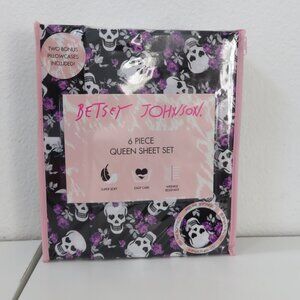 TWO BONUS
PILLOWCASES
INCLUDED!
BETSEY JOHNSON.
6 PIECE
QUEEN SHEET SET
SUPER SOFT
EASY CARE
WRINKLE
RESISTANT